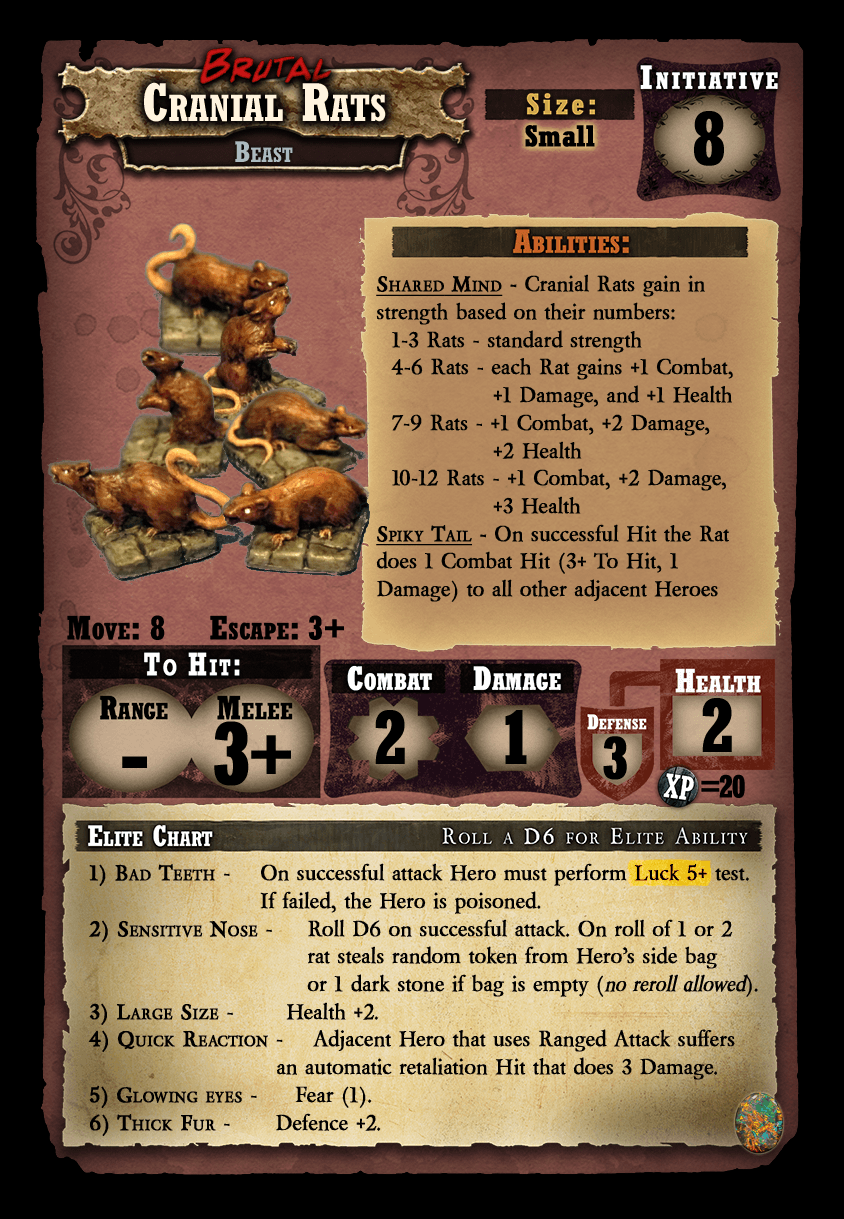 Brutal
Cranial Rats
Beast
Size:
Small
Initiative
8
Abilities:
Shared Mind - Cranial Rats gain in
strength based on their numbers:
1-3 Rats - standard strength
4-6 Rats - each Rat gains +1 Combat,
+1 Damage, and +1 Health
7-9 Rats - +1 Combat, +2 Damage,
+2 Health
10-12 Rats - +1 Combat, +2 Damage,
+3 Health
Spiky Tail - On successful Hit the Rat
does 1 Combat Hit (3+ To Hit, 1
Damage) to all other adjacent Heroes
Move: 8 Escape: 3+
To Hit:
Range Melee
- 3+
Combat
2
Damage
1
Defense
3
Health
2
XP=20
Elite Chart Roll a D6 for Elite Ability
1) Bad Teeth - On successful attack Hero must perform Luck 5+ test.
If failed, the Hero is poisoned.
2) Sensitive Nose - Roll D6 on successful attack. On roll of 1 or 2
rat steals random token from Hero's side bag
or 1 dark stone if bag is empty (no reroll allowed).
3) Large Size - Health +2.
4) Quick Reaction - Adjacent Hero that uses Ranged Attack suffers
an automatic retaliation Hit that does 3 Damage.
5) Glowing eyes - Fear (1).
6) Thick Fur - Defence +2.